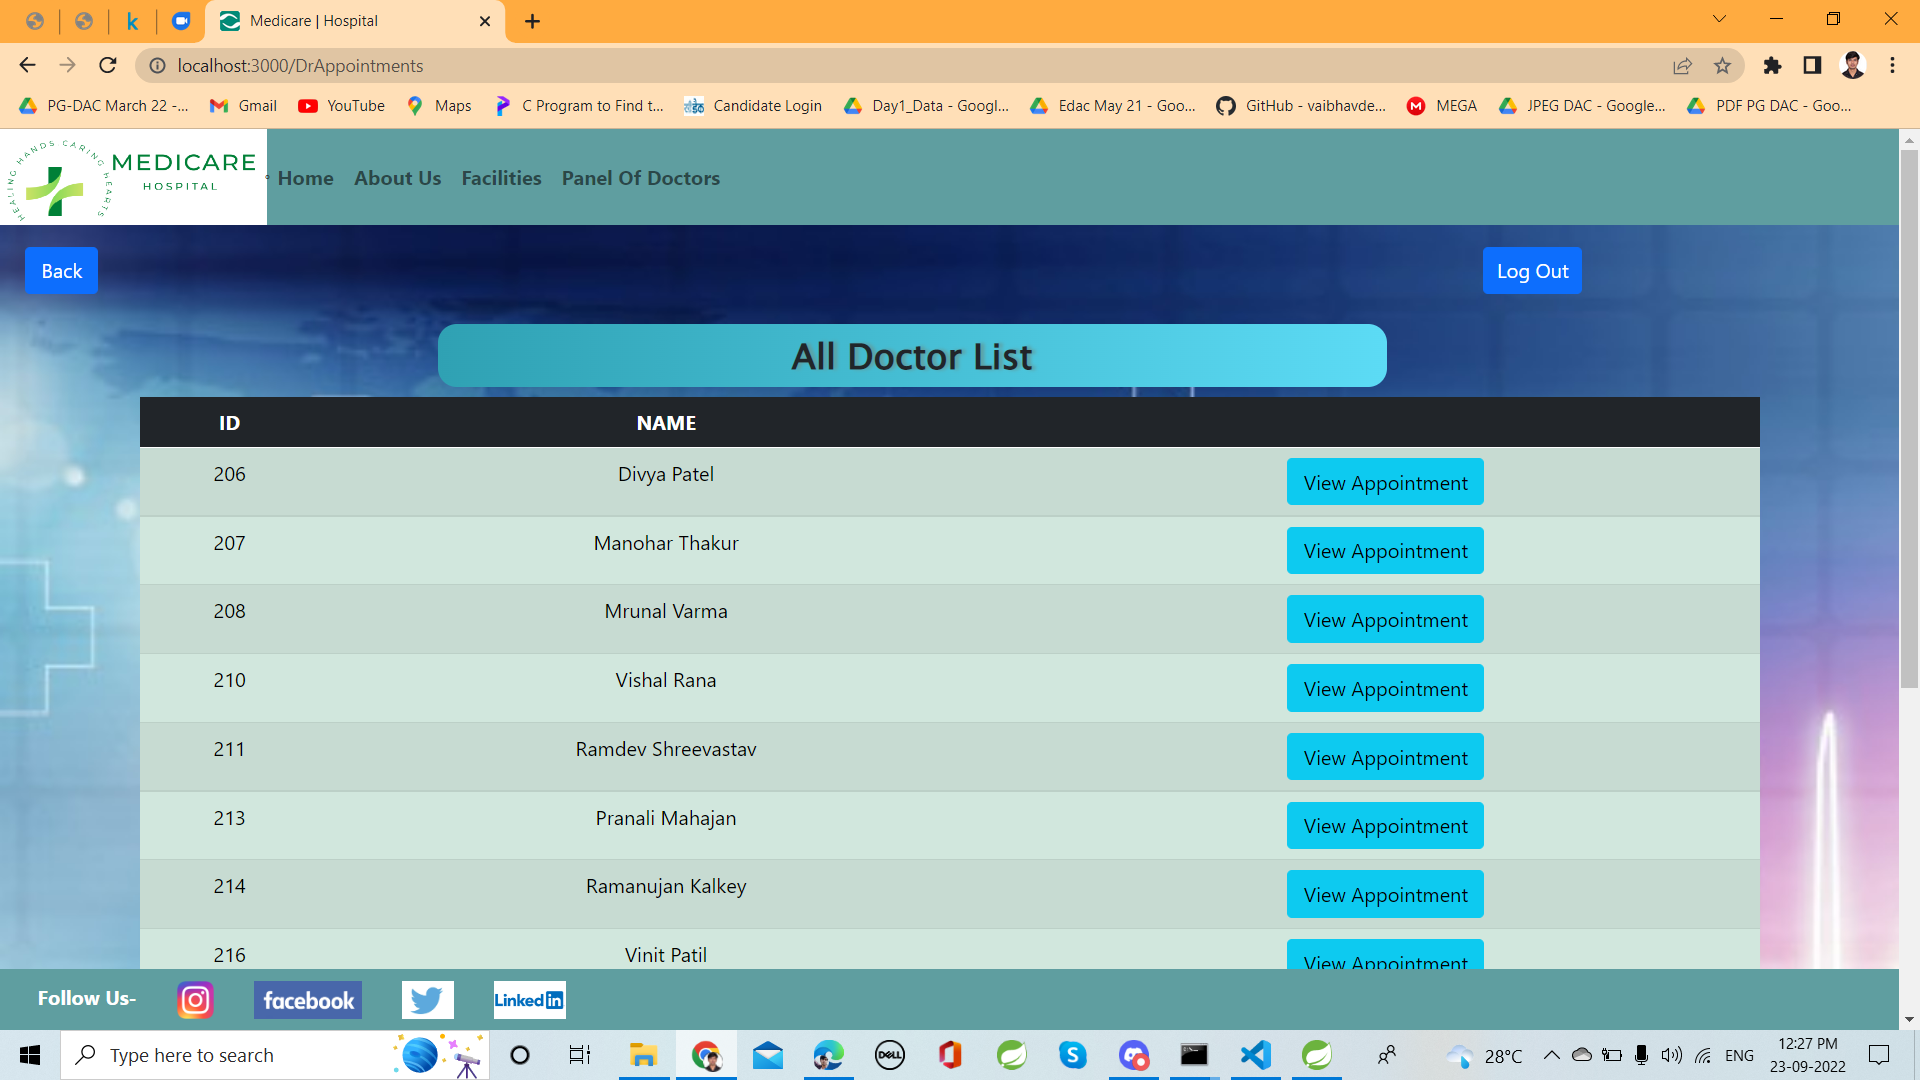 Medicare | Hospital
localhost:3000/DrAppointments
PG-DAC March 22 -... Gmail YouTube Maps C Program to Find t... Candidate Login Day1_Data - Googl... Edac May 21 - Goo... GitHub - vaibhavde... MEGA JPEG DAC - Google... PDF PG DAC - Goo...
HEALING HANDS CARING HEARTS
MEDICARE
HOSPITAL
Home About Us Facilities Panel Of Doctors
Back Log Out
All Doctor List
ID NAME
206 Divya Patel View Appointment
207 Manohar Thakur View Appointment
208 Mrunal Varma View Appointment
210 Vishal Rana View Appointment
211 Ramdev Shreevastav View Appointment
213 Pranali Mahajan View Appointment
214 Ramanujan Kalkey View Appointment
216 Vinit Patil View Appointment
Follow Us- facebook Linked in
Type here to search DELL 28°C ENG 12:27 PM
23-09-2022